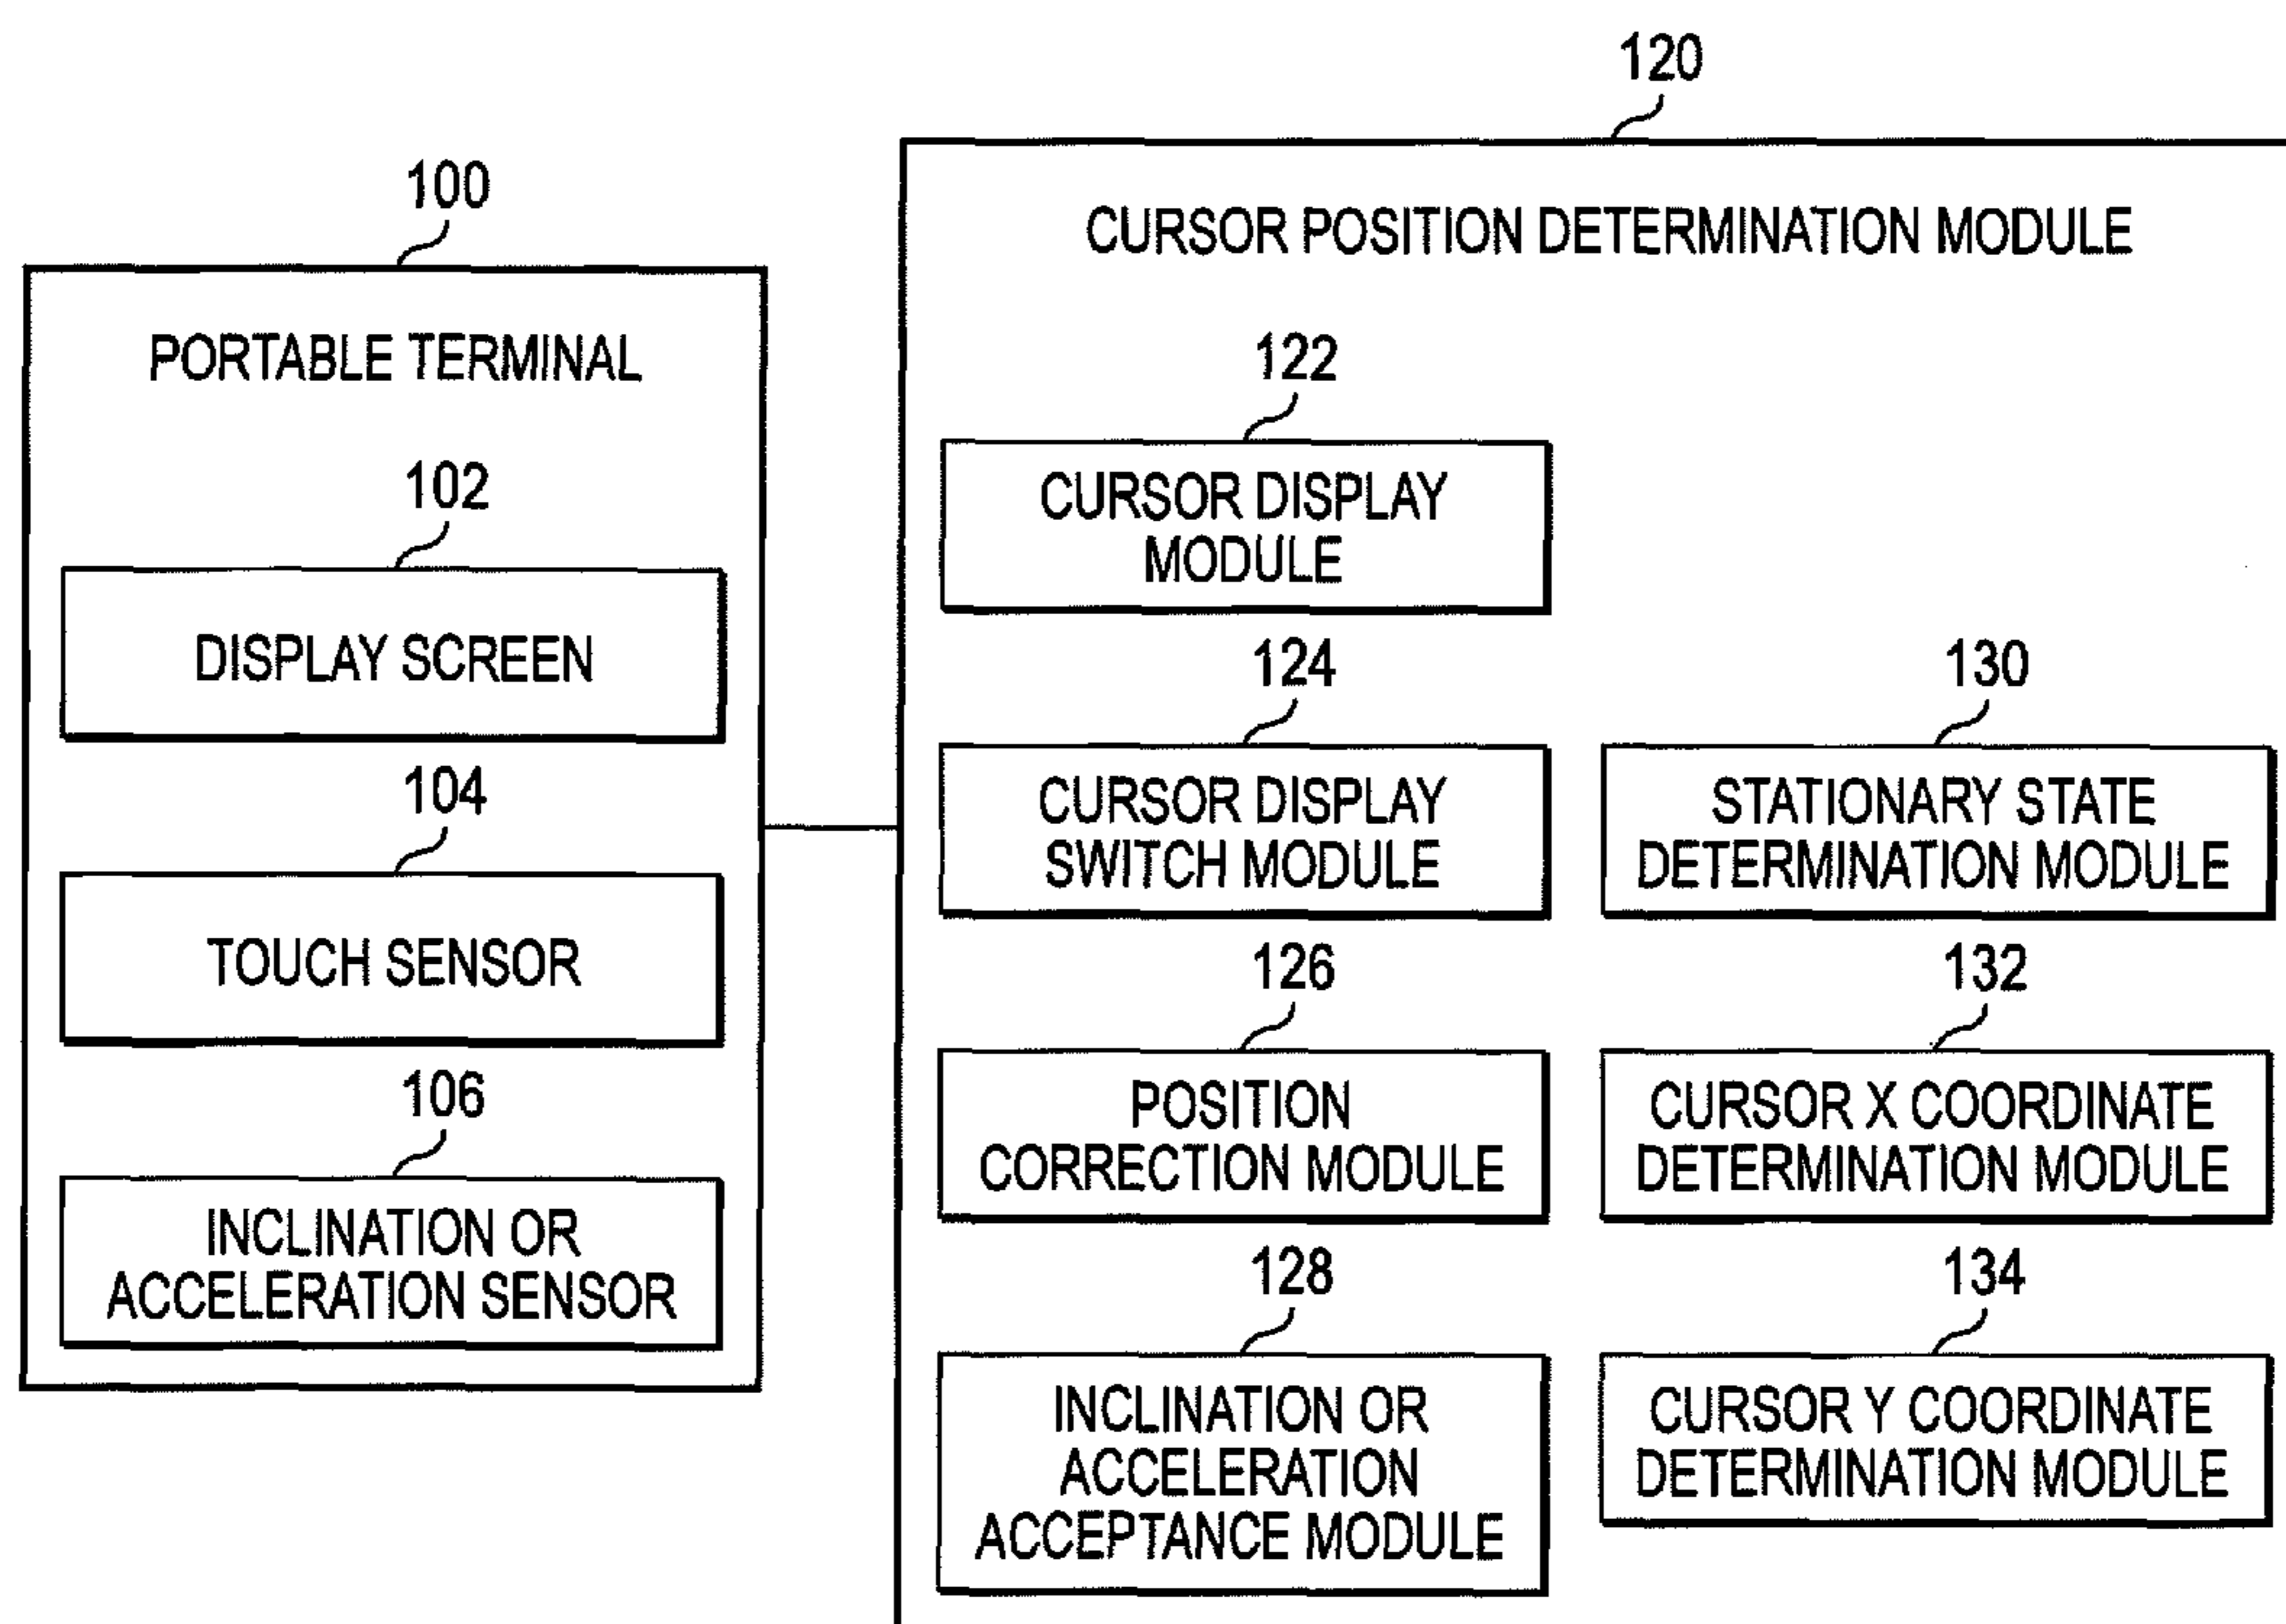 100
PORTABLE TERMINAL
102
DISPLAY SCREEN
104
TOUCH SENSOR
106
INCLINATION OR
ACCELERATION SENSOR
120
CURSOR POSITION DETERMINATION MODULE
122
CURSOR DISPLAY
MODULE
124
CURSOR DISPLAY
SWITCH MODULE
126
POSITION
CORRECTION MODULE
128
INCLINATION OR
ACCELERATION
ACCEPTANCE MODULE
130
STATIONARY STATE
DETERMINATION MODULE
132
CURSOR X COORDINATE
DETERMINATION MODULE
134
CURSOR Y COORDINATE
DETERMINATION MODULE